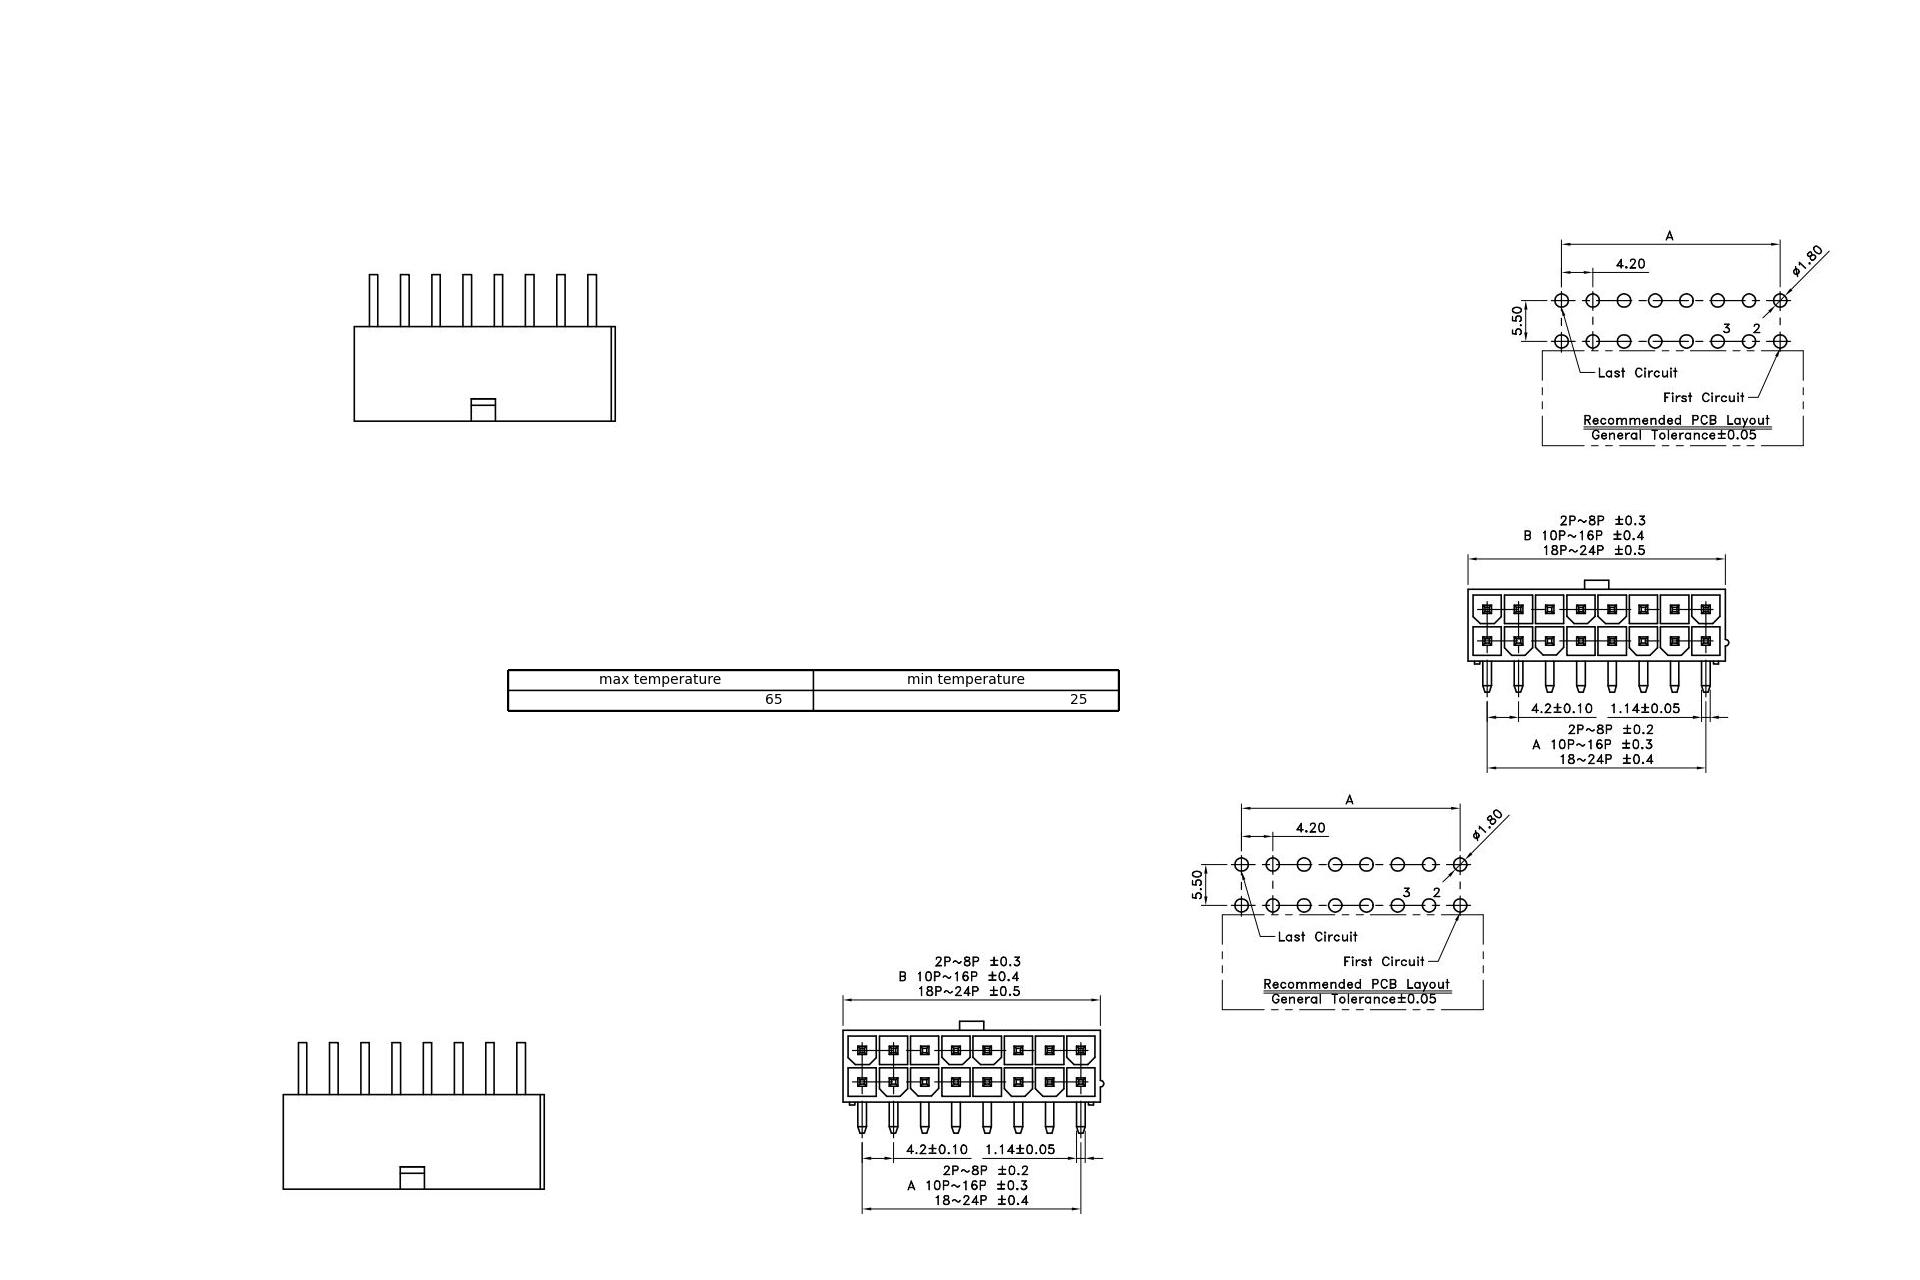 A
4.20
ø1.80
5.50
3 2
Last Circuit
First Circuit
Recommended PCB Layout
General Tolerance±0.05
2P~8P ±0.3
B 10P~16P ±0.4
18P~24P ±0.5
4.2±0.10 1.14±0.05
2P~8P ±0.2
A 10P~16P ±0.3
18~24P ±0.4
max temperature min temperature
65 25
A
4.20
ø1.80
5.50
3 2
Last Circuit
First Circuit
Recommended PCB Layout
General Tolerance±0.05
2P~8P ±0.3
B 10P~16P ±0.4
18P~24P ±0.5
4.2±0.10 1.14±0.05
2P~8P ±0.2
A 10P~16P ±0.3
18~24P ±0.4